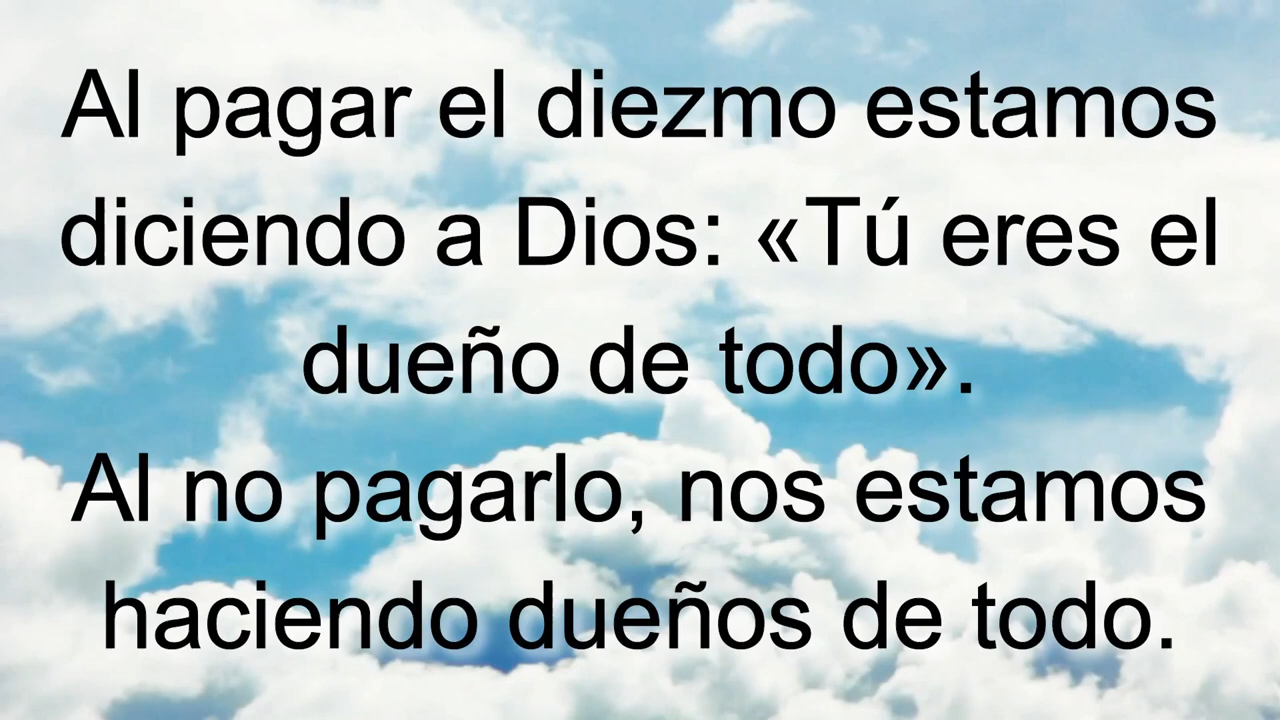 Al pagar el diezmo estamos
diciendo a Dios: «Tú eres el
dueño de todo».
Al no pagarlo, nos estamos
haciendo dueños de todo.